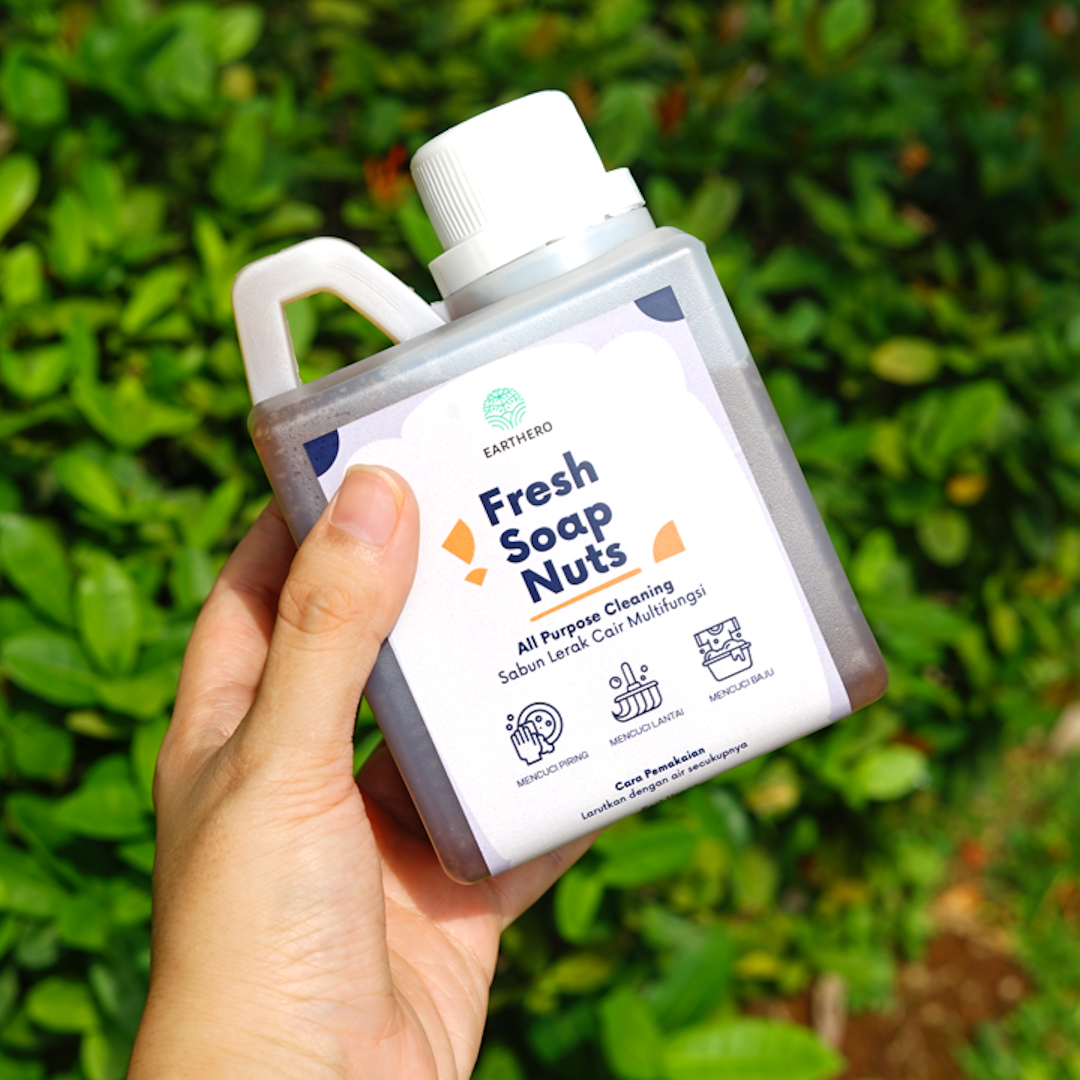 EARTHERO
Fresh
Soap
Nuts
All Purpose Cleaning
Sabun Lerak Cair Multifungsi
MENCUCI PIRING
MENCUCI LANTAI
MENCUCI BAJU
Cara Pemakaian
Larutkan dengan air secukupnya